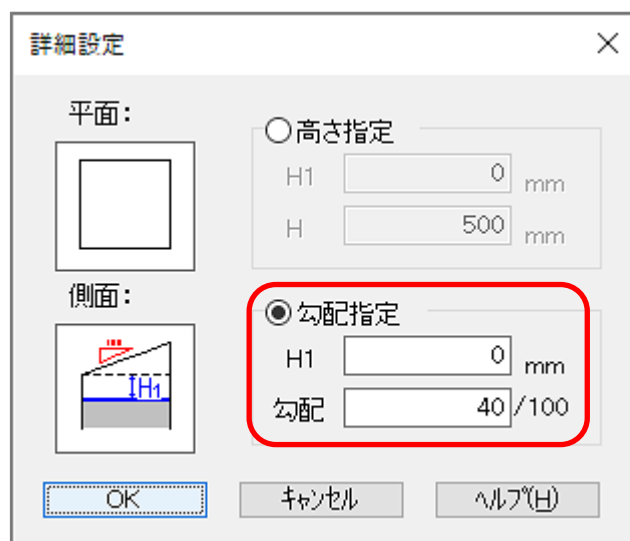 詳細設定
平面:
高さ指定
H1 0 mm
H 500 mm
側面:
H1
勾配指定
H1 0 mm
勾配 40 /100
OK キャンセル ヘルプ(H)